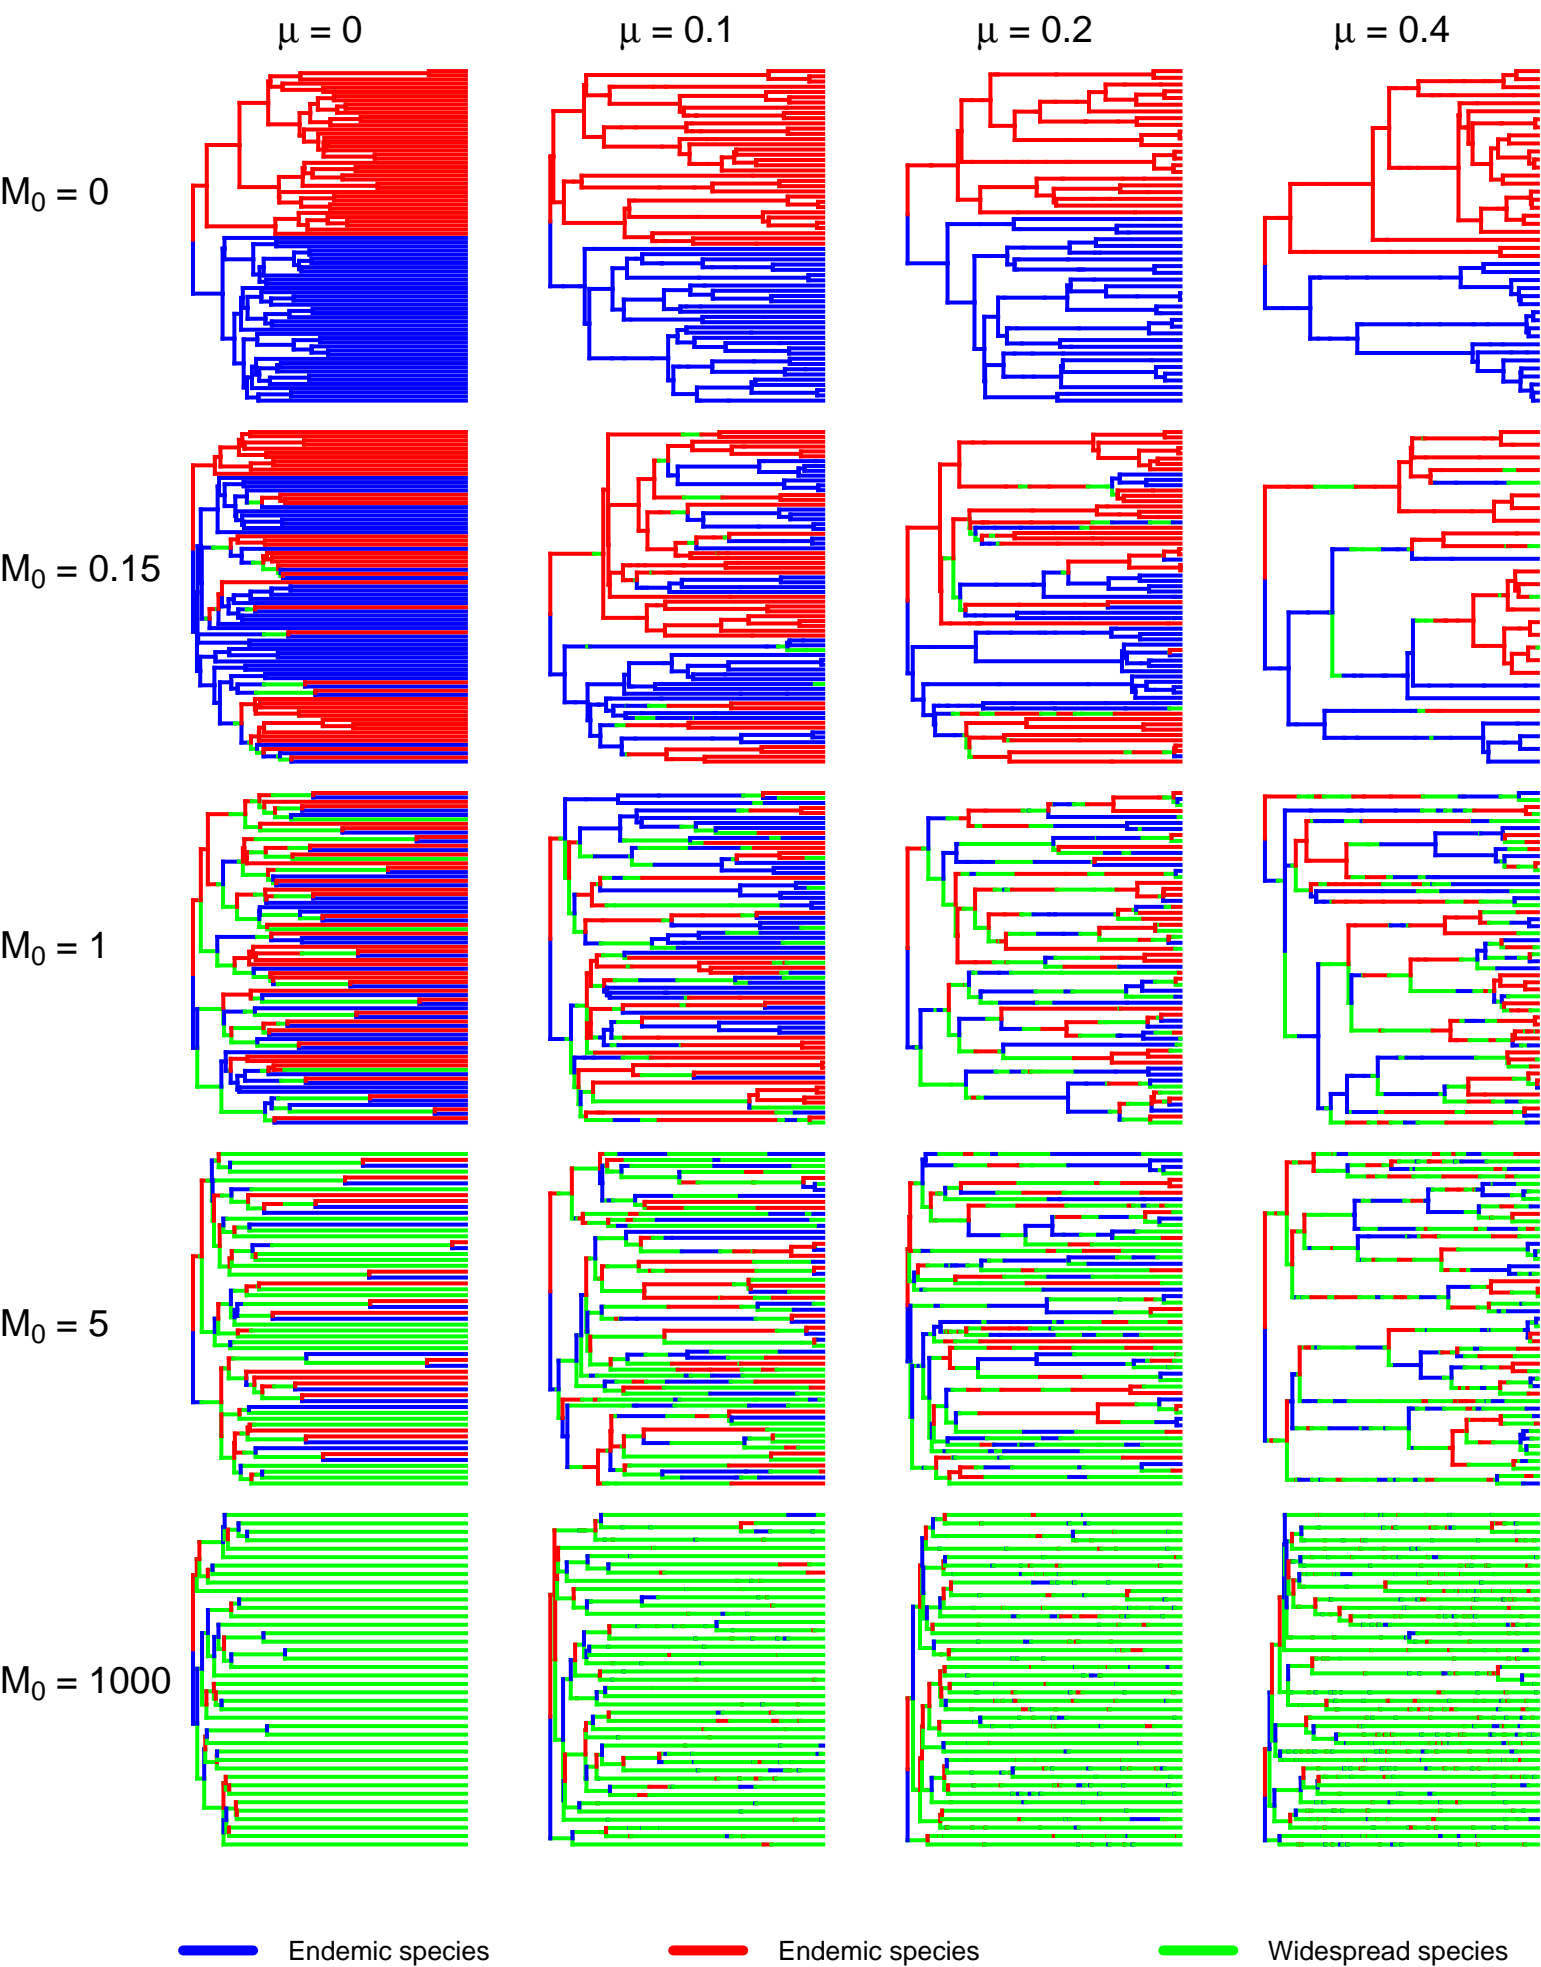 μ = 0 μ = 0.1 μ = 0.2 μ = 0.4
M₀ = 0
M₀ = 0.15
M₀ = 1
M₀ = 5
M₀ = 1000
Endemic species Endemic species Widespread species